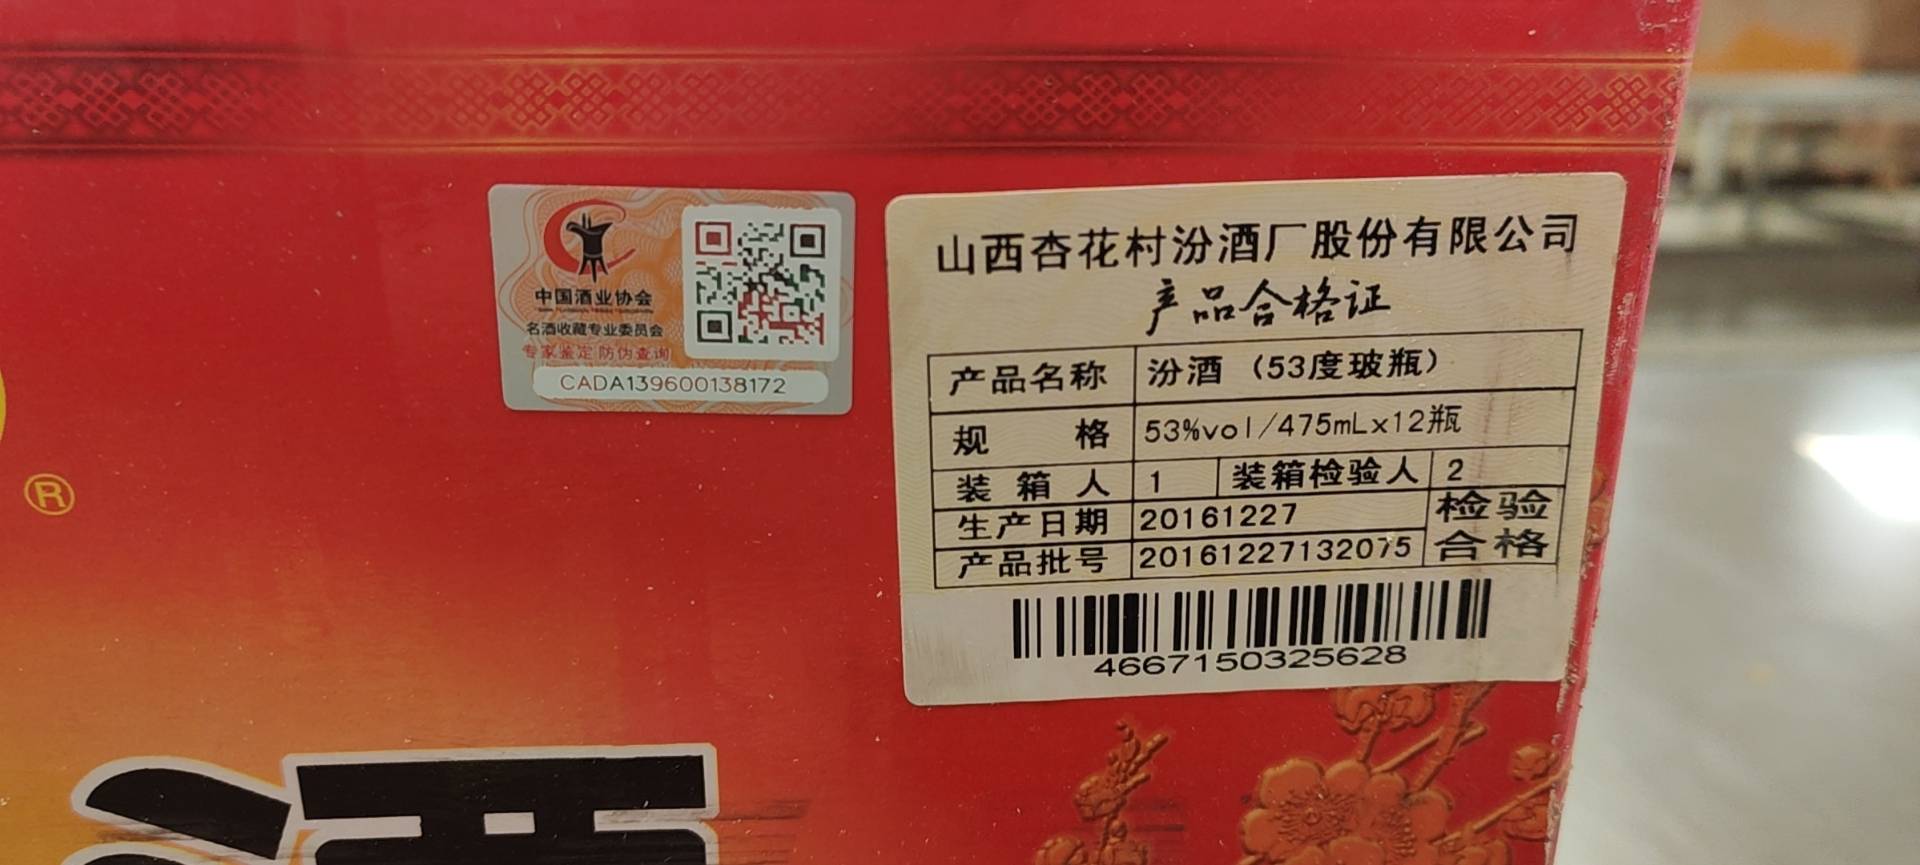 中国酒业协会
名酒收藏专业委员会
专家鉴定 防伪查询
CADA139600138172
山西杏花村汾酒厂股份有限公司
产品合格证
产品名称 汾酒（53度玻瓶）
规 格 53%vol/475mLx12瓶
装 箱 人 1 装箱检验人 2
生产日期 20161227
产品批号 20161227132075
检验
合格
4667150325628
®
酒